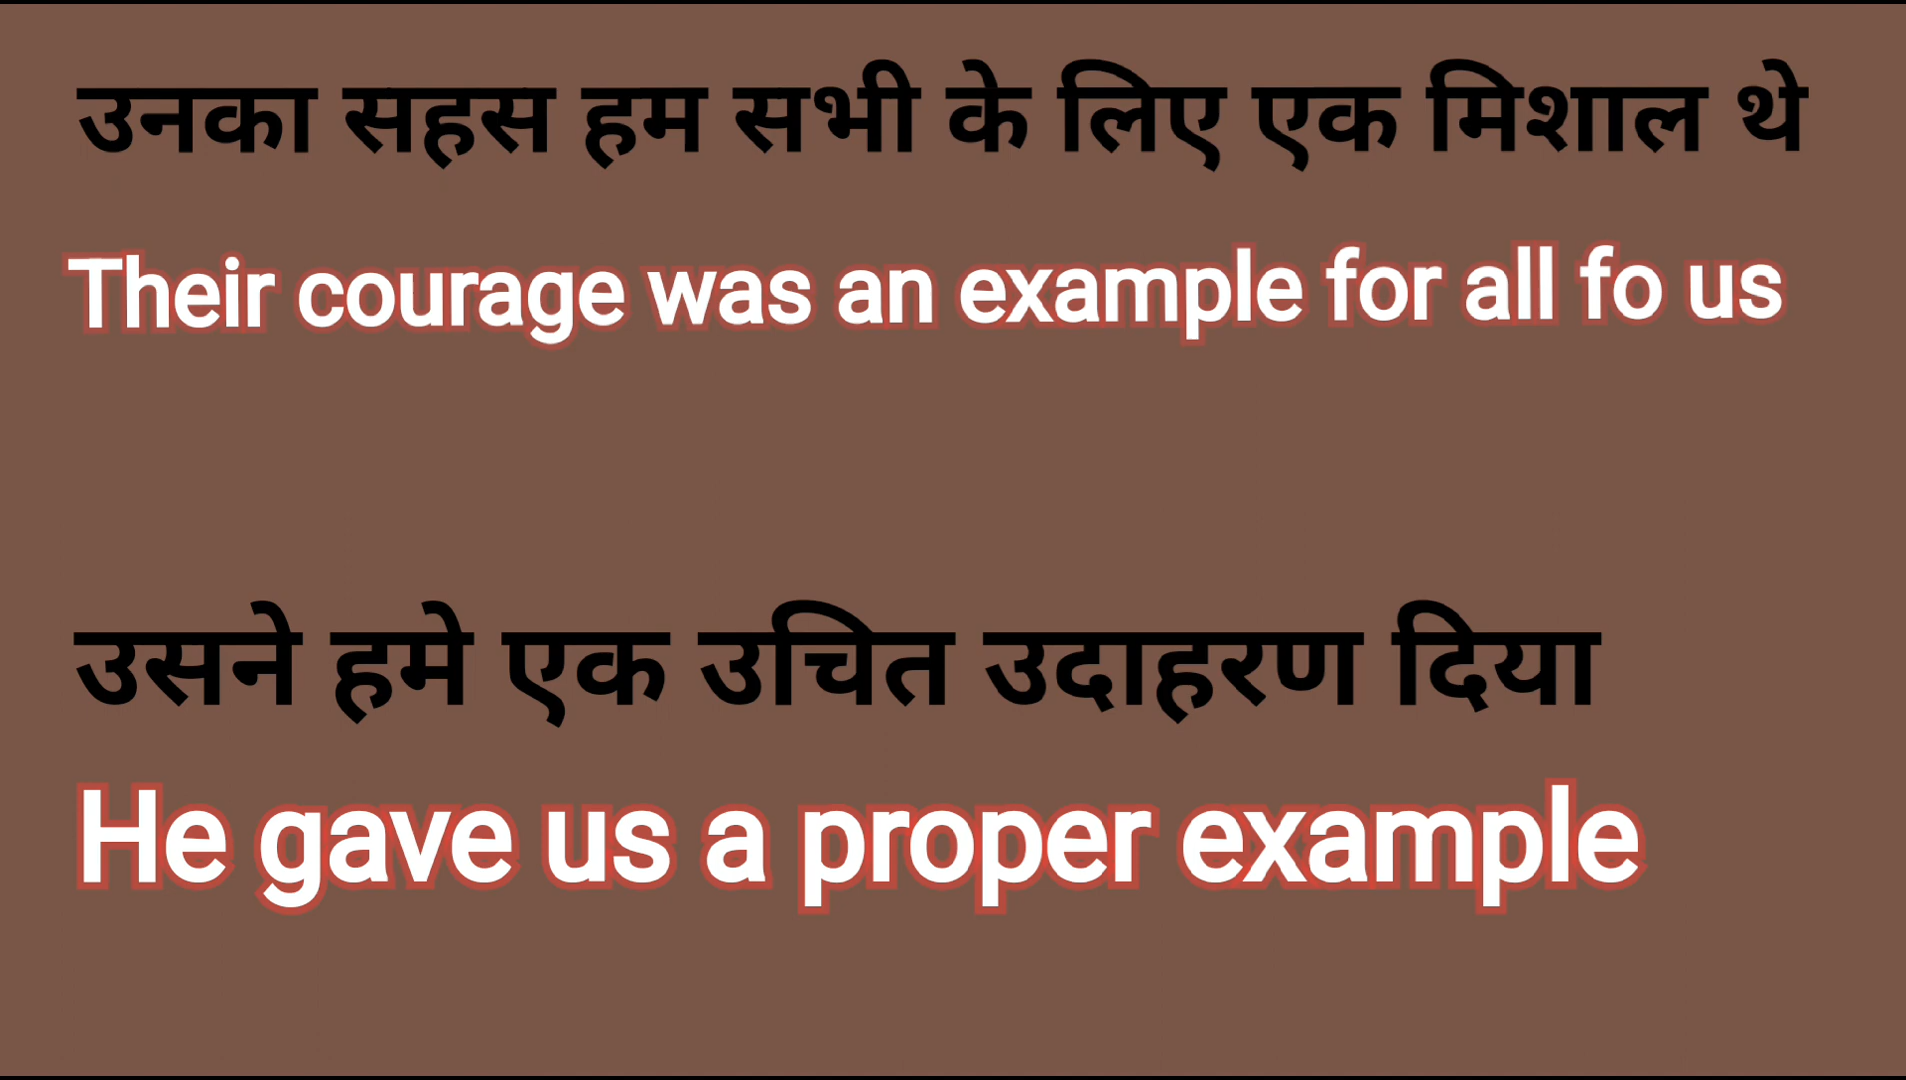 उनका सहस हम सभी के लिए एक मिशाल थे
Their courage was an example for all fo us
उसने हमे एक उचित उदाहरण दिया
He gave us a proper example